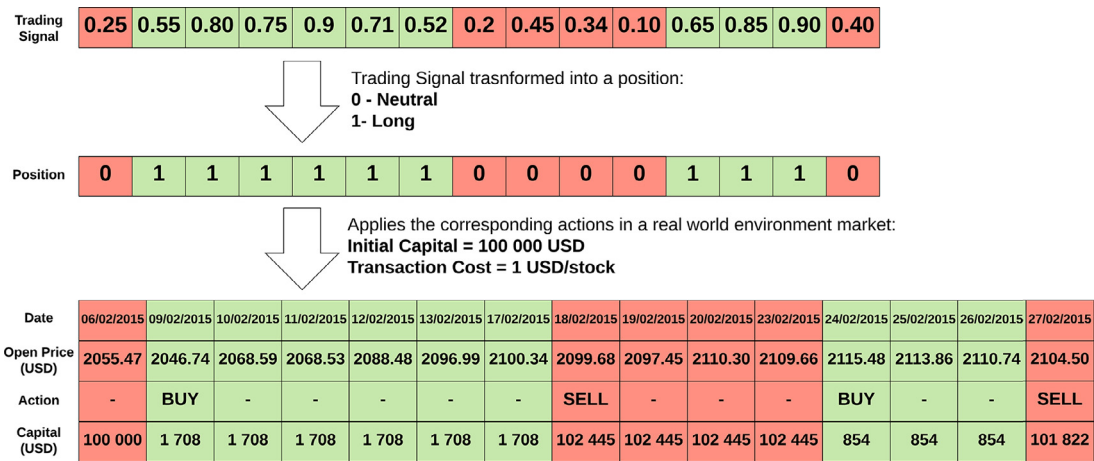 Trading Signal 0.25 0.55 0.80 0.75 0.9 0.71 0.52 0.2 0.45 0.34 0.10 0.65 0.85 0.90 0.40
Trading Signal trasnformed into a position:
0 - Neutral
1- Long
Position 0 1 1 1 1 1 1 0 0 0 0 1 1 1 0
Applies the corresponding actions in a real world environment market:
Initial Capital = 100 000 USD
Transaction Cost = 1 USD/stock
Date 06/02/2015 09/02/2015 10/02/2015 11/02/2015 12/02/2015 13/02/2015 17/02/2015 18/02/2015 19/02/2015 20/02/2015 23/02/2015 24/02/2015 25/02/2015 26/02/2015 27/02/2015
Open Price (USD) 2055.47 2046.74 2068.59 2068.53 2088.48 2096.99 2100.34 2099.68 2097.45 2110.30 2109.66 2115.48 2113.86 2110.74 2104.50
Action - BUY - - - - - SELL - - - BUY - - SELL
Capital (USD) 100 000 1 708 1 708 1 708 1 708 1 708 1 708 102 445 102 445 102 445 102 445 854 854 854 101 822